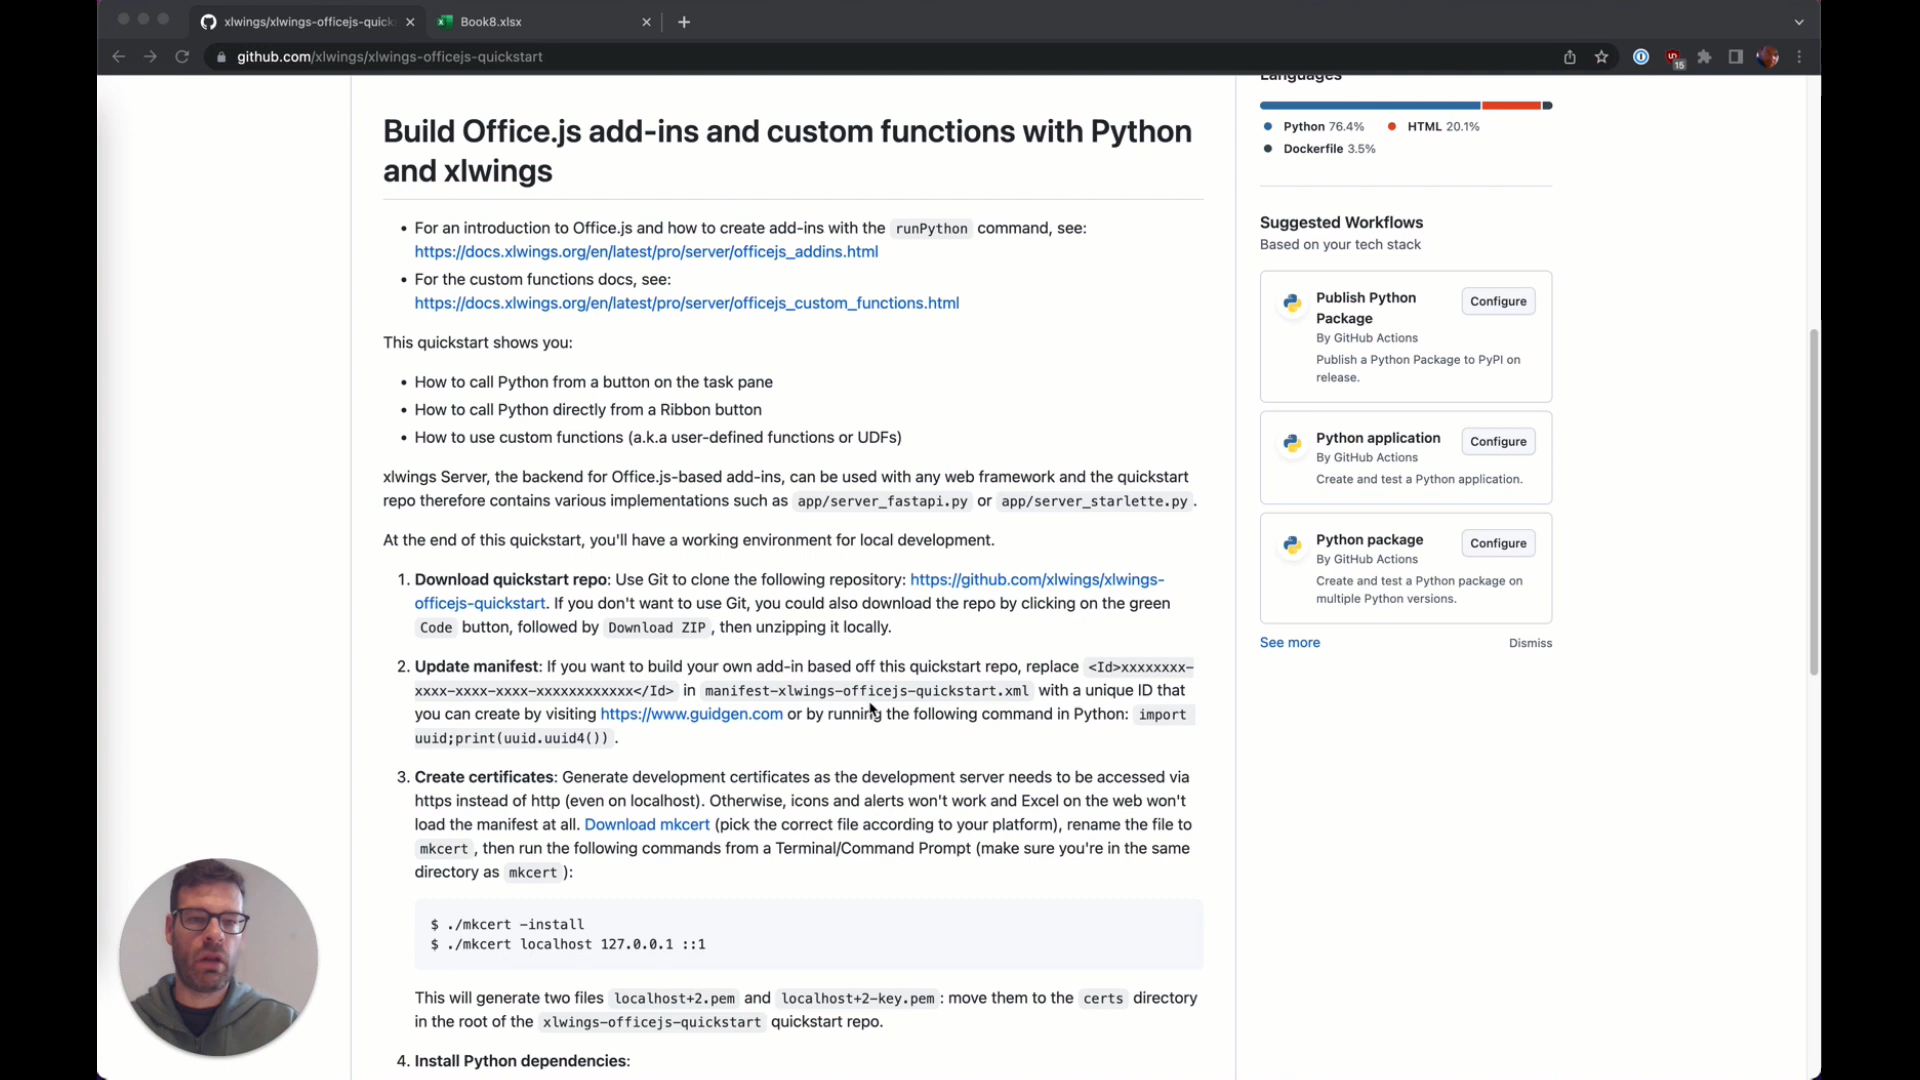 xlwings/xlwings-officejs-quick
Book8.xlsx
github.com/xlwings/xlwings-officejs-quickstart
15
Languages
Python 76.4% HTML 20.1%
Dockerfile 3.5%
Build Office.js add-ins and custom functions with Python
and xlwings
• For an introduction to Office.js and how to create add-ins with the runPython command, see:
https://docs.xlwings.org/en/latest/pro/server/officejs_addins.html
• For the custom functions docs, see:
https://docs.xlwings.org/en/latest/pro/server/officejs_custom_functions.html
This quickstart shows you:
• How to call Python from a button on the task pane
• How to call Python directly from a Ribbon button
• How to use custom functions (a.k.a user-defined functions or UDFs)
xlwings Server, the backend for Office.js-based add-ins, can be used with any web framework and the quickstart
repo therefore contains various implementations such as app/server_fastapi.py or app/server_starlette.py.
At the end of this quickstart, you'll have a working environment for local development.
1. Download quickstart repo: Use Git to clone the following repository: https://github.com/xlwings/xlwings-
officejs-quickstart. If you don't want to use Git, you could also download the repo by clicking on the green
Code button, followed by Download ZIP, then unzipping it locally.
2. Update manifest: If you want to build your own add-in based off this quickstart repo, replace <Id>xxxxxxxx-
xxxx-xxxx-xxxx-xxxxxxxxxxxx</Id> in manifest-xlwings-officejs-quickstart.xml with a unique ID that
you can create by visiting https://www.guidgen.com or by running the following command in Python: import
uuid;print(uuid.uuid4()).
3. Create certificates: Generate development certificates as the development server needs to be accessed via
https instead of http (even on localhost). Otherwise, icons and alerts won't work and Excel on the web won't
load the manifest at all. Download mkcert (pick the correct file according to your platform), rename the file to
mkcert, then run the following commands from a Terminal/Command Prompt (make sure you're in the same
directory as mkcert):
$ ./mkcert -install
$ ./mkcert localhost 127.0.0.1 ::1
This will generate two files localhost+2.pem and localhost+2-key.pem: move them to the certs directory
in the root of the xlwings-officejs-quickstart quickstart repo.
4. Install Python dependencies:
Suggested Workflows
Based on your tech stack
Publish Python
Package
Configure
By GitHub Actions
Publish a Python Package to PyPI on
release.
Python application
Configure
By GitHub Actions
Create and test a Python application.
Python package
Configure
By GitHub Actions
Create and test a Python package on
multiple Python versions.
See more
Dismiss